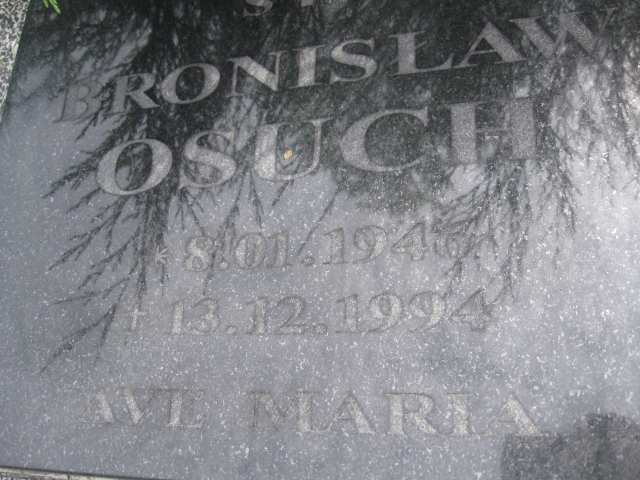 BRONISŁAW
OSUCH
* 8.01.1946
† 13.12.1994
AVE MARIA